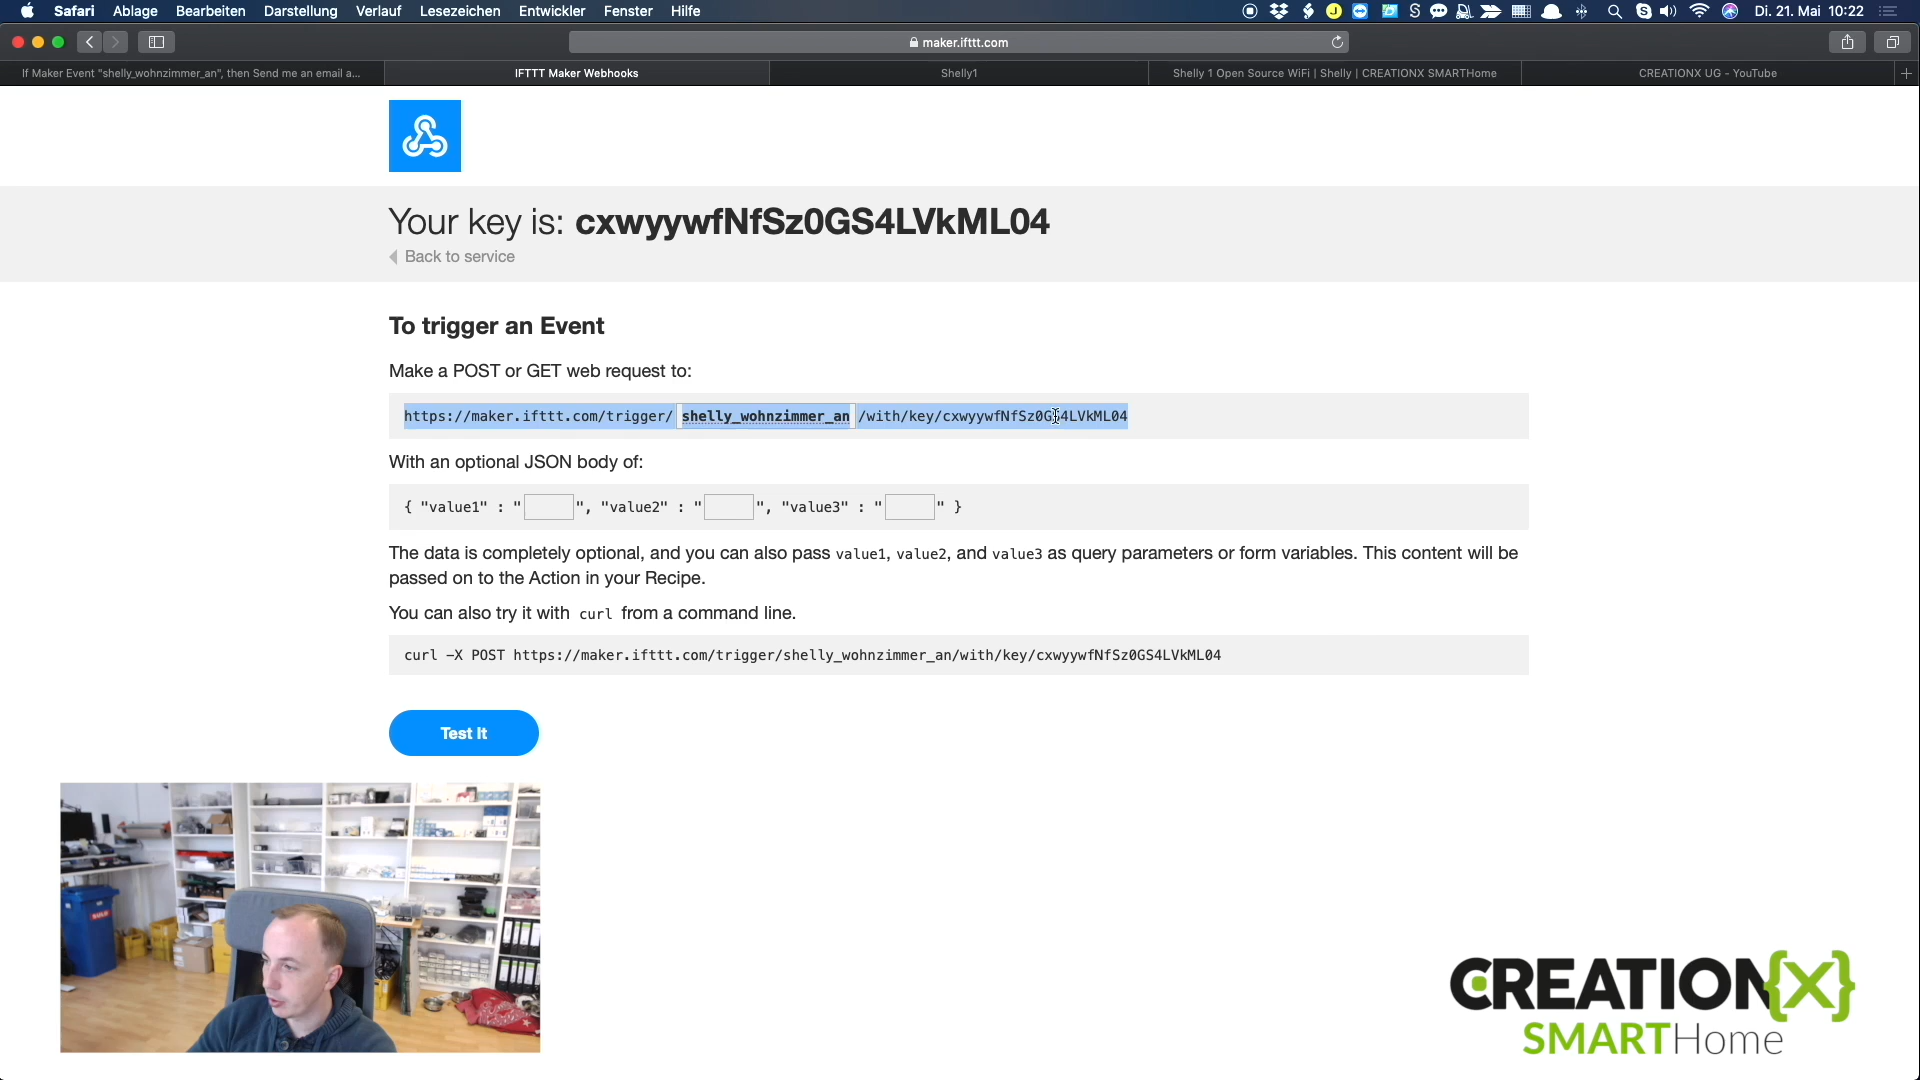 Safari Ablage Bearbeiten Darstellung Verlauf Lesezeichen Entwickler Fenster Hilfe Di. 21. Mai 10:22
maker.ifttt.com
If Maker Event "shelly_wohnzimmer_an", then Send me an email a... IFTTT Maker Webhooks Shelly1 Shelly 1 Open Source WiFi | Shelly | CREATIONX SMARTHome CREATIONX UG - YouTube
Your key is: cxwyywfNfSz0GS4LVkML04
Back to service
To trigger an Event
Make a POST or GET web request to:
https://maker.ifttt.com/trigger/ shelly_wohnzimmer_an /with/key/cxwyywfNfSz0GS4LVkML04
With an optional JSON body of:
{ "value1" : " ", "value2" : " ", "value3" : " " }
The data is completely optional, and you can also pass value1, value2, and value3 as query parameters or form variables. This content will be
passed on to the Action in your Recipe.
You can also try it with curl from a command line.
curl -X POST https://maker.ifttt.com/trigger/shelly_wohnzimmer_an/with/key/cxwyywfNfSz0GS4LVkML04
Test It
CREATION{X}
SMARTHome